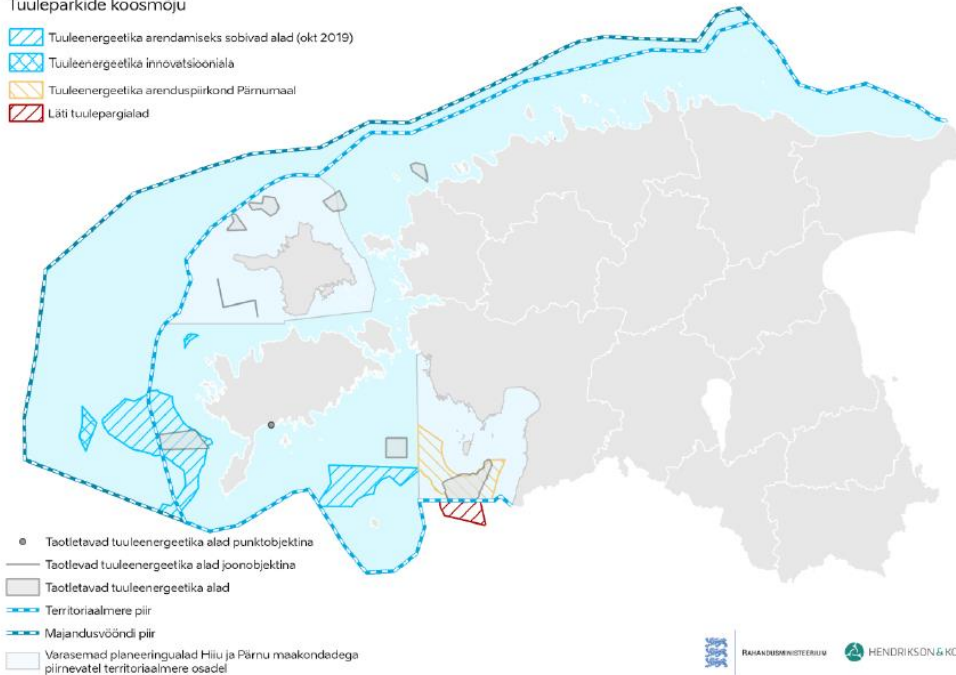 Tuuleparkide koosmõju
Tuuleenergeetika arendamiseks sobivad alad (okt 2019)
Tuuleenergeetika innovatsiooniala
Tuuleenergeetika arenduspiirkond Pärnumaal
Läti tuulepargialad
Taotletavad tuuleenergeetika alad punktobjektina
Taotlevad tuuleenergeetika alad joonobjektina
Taotletavad tuuleenergeetika alad
Territoriaalmere piir
Majandusvööndi piir
Varasemad planeeringualad Hiiu ja Pärnu maakondadega
piirnevatel territoriaalmere osadel
RAHANDUSMINISTEERIUM
HENDRIKSON & KO